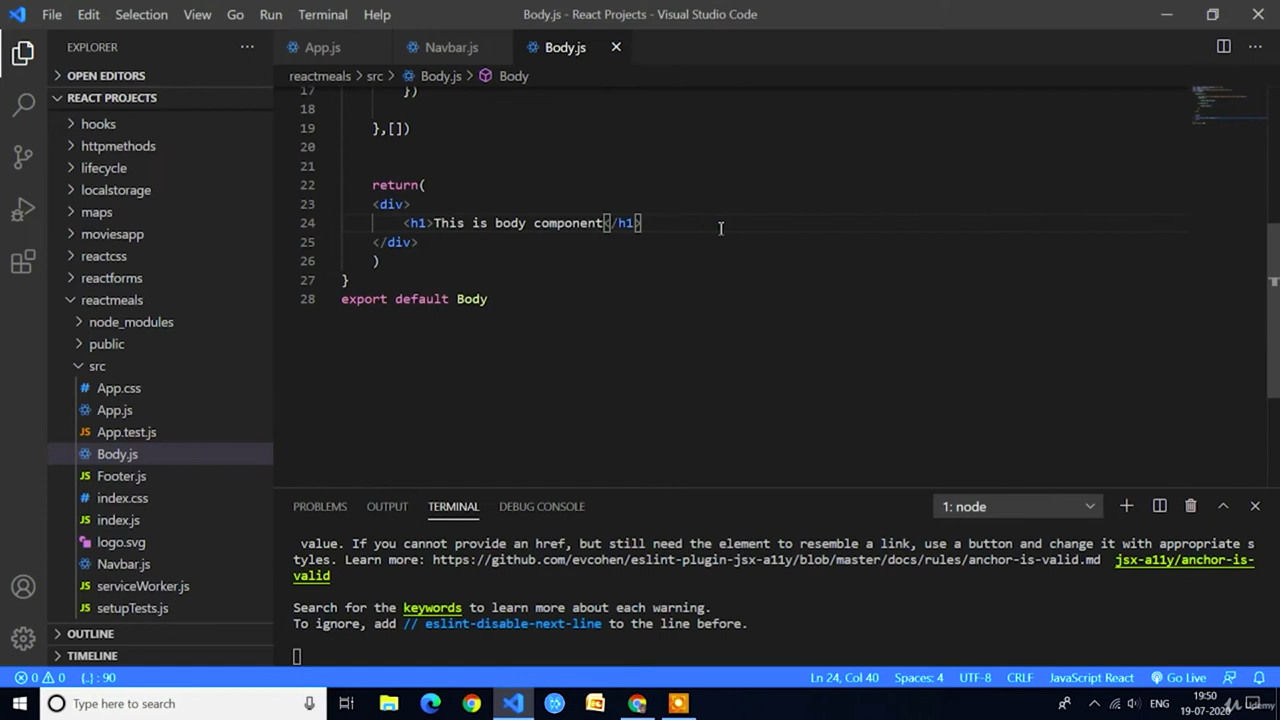 File Edit Selection View Go Run Terminal Help Body.js - React Projects - Visual Studio Code
EXPLORER
App.js Navbar.js Body.js
OPEN EDITORS
reactmeals > src > Body.js > Body
REACT PROJECTS
hooks
httpmethods
lifecycle
localstorage
maps
moviesapp
reactcss
reactforms
reactmeals
node_modules
public
src
App.css
App.js
App.test.js
Body.js
Footer.js
index.css
index.js
logo.svg
Navbar.js
serviceWorker.js
setupTests.js
OUTLINE
TIMELINE
17 })
18
19 },[])
20
21
22 return(
23 <div>
24 <h1>This is body component</h1>
25 </div>
26 )
27 }
28 export default Body
PROBLEMS OUTPUT TERMINAL DEBUG CONSOLE 1: node
value. If you cannot provide an href, but still need the element to resemble a link, use a button and change it with appropriate s
tyles. Learn more: https://github.com/evcohen/eslint-plugin-jsx-a11y/blob/master/docs/rules/anchor-is-valid.md jsx-a11y/anchor-is-
valid
Search for the keywords to learn more about each warning.
To ignore, add // eslint-disable-next-line to the line before.
0 0 {..}: 90 Ln 24, Col 40 Spaces: 4 UTF-8 CRLF JavaScript React Go Live
Type here to search ENG 19:50
19-07-2020
Udemy